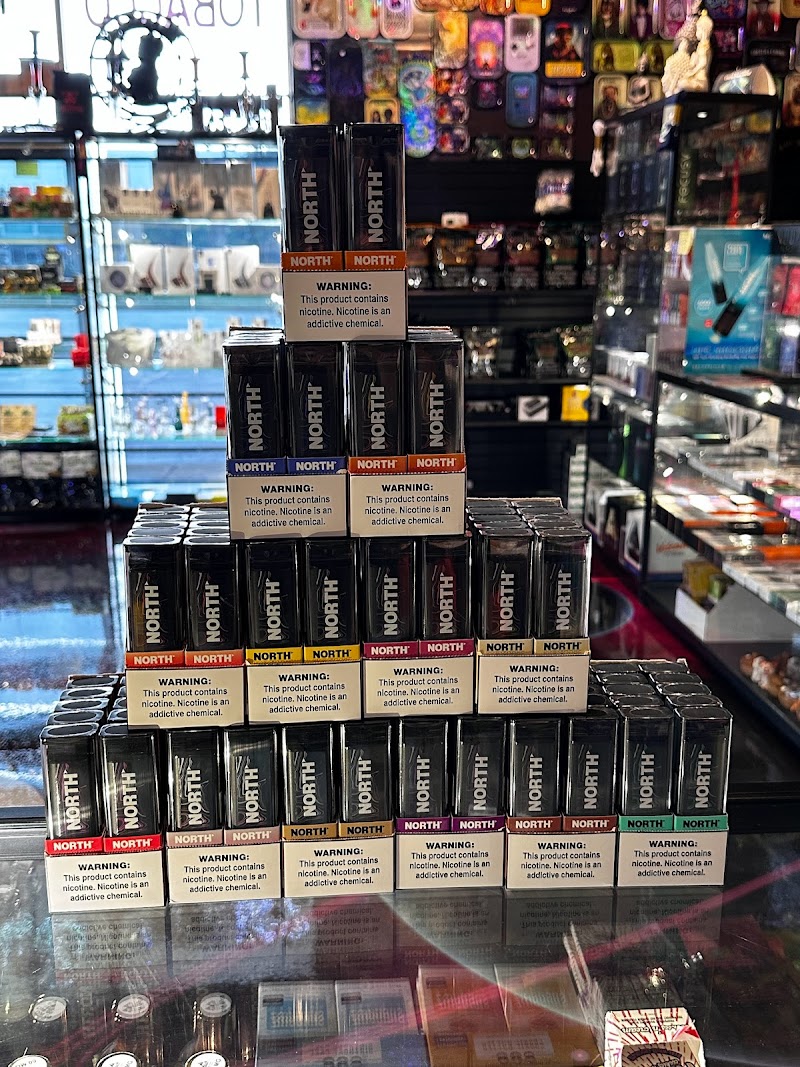 TOBACCO
NORTH NORTH
NORTH NORTH
WARNING:
This product contains
nicotine. Nicotine is an
addictive chemical.
NORTH NORTH NORTH NORTH
NORTH NORTH NORTH NORTH
WARNING:
This product contains
nicotine. Nicotine is an
addictive chemical.
WARNING:
This product contains
nicotine. Nicotine is an
addictive chemical.
NORTH NORTH NORTH NORTH NORTH NORTH NORTH NORTH
NORTH NORTH NORTH NORTH NORTH NORTH NORTH NORTH
WARNING:
This product contains
nicotine. Nicotine is an
addictive chemical.
WARNING:
This product contains
nicotine. Nicotine is an
addictive chemical.
WARNING:
This product contains
nicotine. Nicotine is an
addictive chemical.
WARNING:
This product contains
nicotine. Nicotine is an
addictive chemical.
NORTH NORTH NORTH NORTH NORTH NORTH NORTH NORTH NORTH NORTH NORTH NORTH
NORTH NORTH NORTH NORTH NORTH NORTH NORTH NORTH NORTH NORTH NORTH NORTH
WARNING:
This product contains
nicotine. Nicotine is an
addictive chemical.
WARNING:
This product contains
nicotine. Nicotine is an
addictive chemical.
WARNING:
This product contains
nicotine. Nicotine is an
addictive chemical.
WARNING:
This product contains
nicotine. Nicotine is an
addictive chemical.
WARNING:
This product contains
nicotine. Nicotine is an
addictive chemical.
WARNING:
This product contains
nicotine. Nicotine is an
addictive chemical.